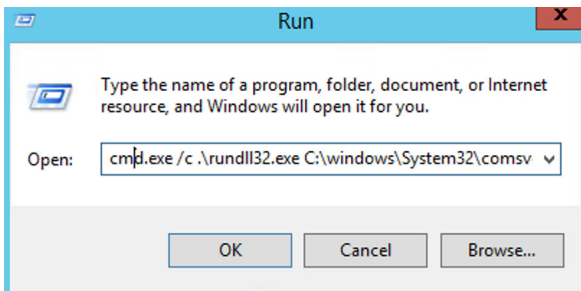 Run
x
Type the name of a program, folder, document, or Internet
resource, and Windows will open it for you.
Open:
cmd.exe /c .\rundll32.exe C:\windows\System32\comsv
OK
Cancel
Browse...